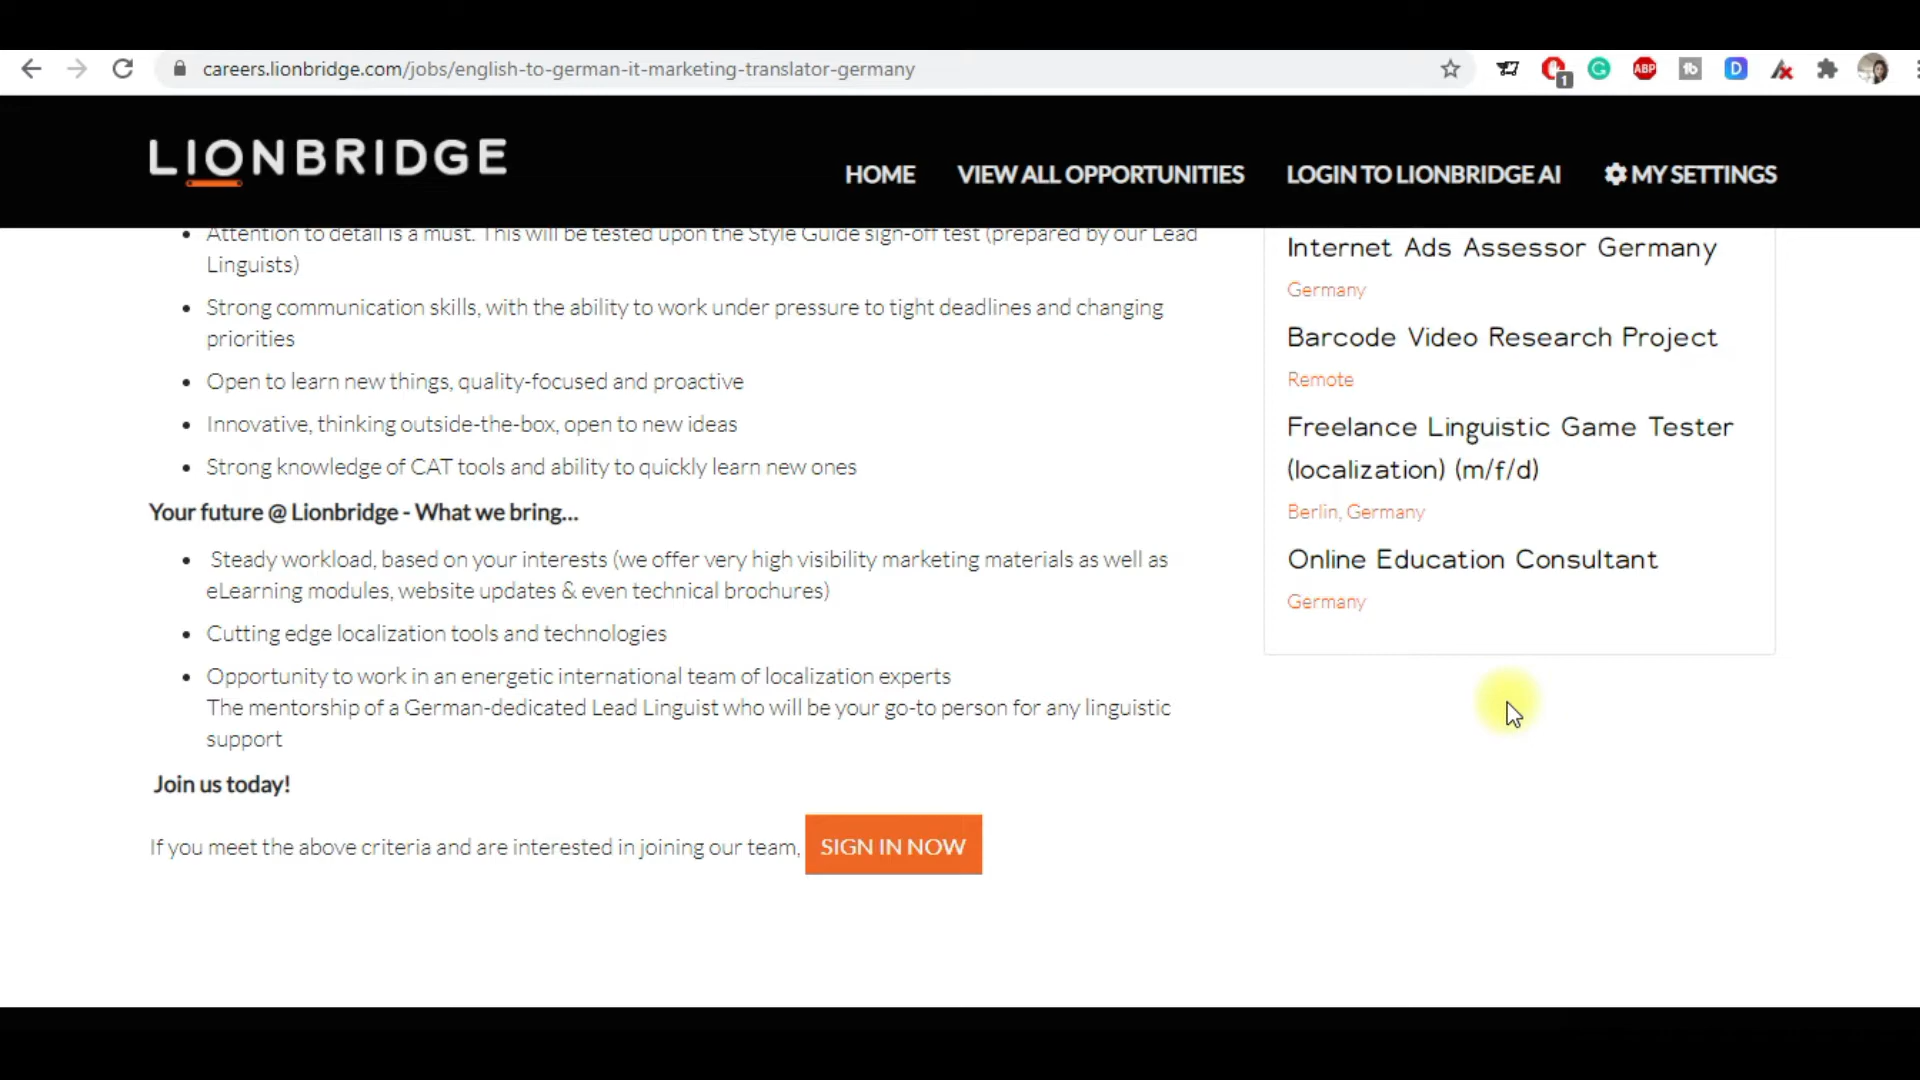 careers.lionbridge.com/jobs/english-to-german-it-marketing-translator-germany
1
G
ABP
tb
D
LIONBRIDGE
HOME
VIEW ALL OPPORTUNITIES
LOGIN TO LIONBRIDGE AI
MY SETTINGS
Attention to detail is a must. This will be tested upon the Style Guide sign-off test (prepared by our Lead
Linguists)
Strong communication skills, with the ability to work under pressure to tight deadlines and changing
priorities
Open to learn new things, quality-focused and proactive
Innovative, thinking outside-the-box, open to new ideas
Strong knowledge of CAT tools and ability to quickly learn new ones
Your future @ Lionbridge - What we bring...
Steady workload, based on your interests (we offer very high visibility marketing materials as well as
eLearning modules, website updates & even technical brochures)
Cutting edge localization tools and technologies
Opportunity to work in an energetic international team of localization experts
The mentorship of a German-dedicated Lead Linguist who will be your go-to person for any linguistic
support
Join us today!
If you meet the above criteria and are interested in joining our team,
SIGN IN NOW
Internet Ads Assessor Germany
Germany
Barcode Video Research Project
Remote
Freelance Linguistic Game Tester
(localization) (m/f/d)
Berlin, Germany
Online Education Consultant
Germany